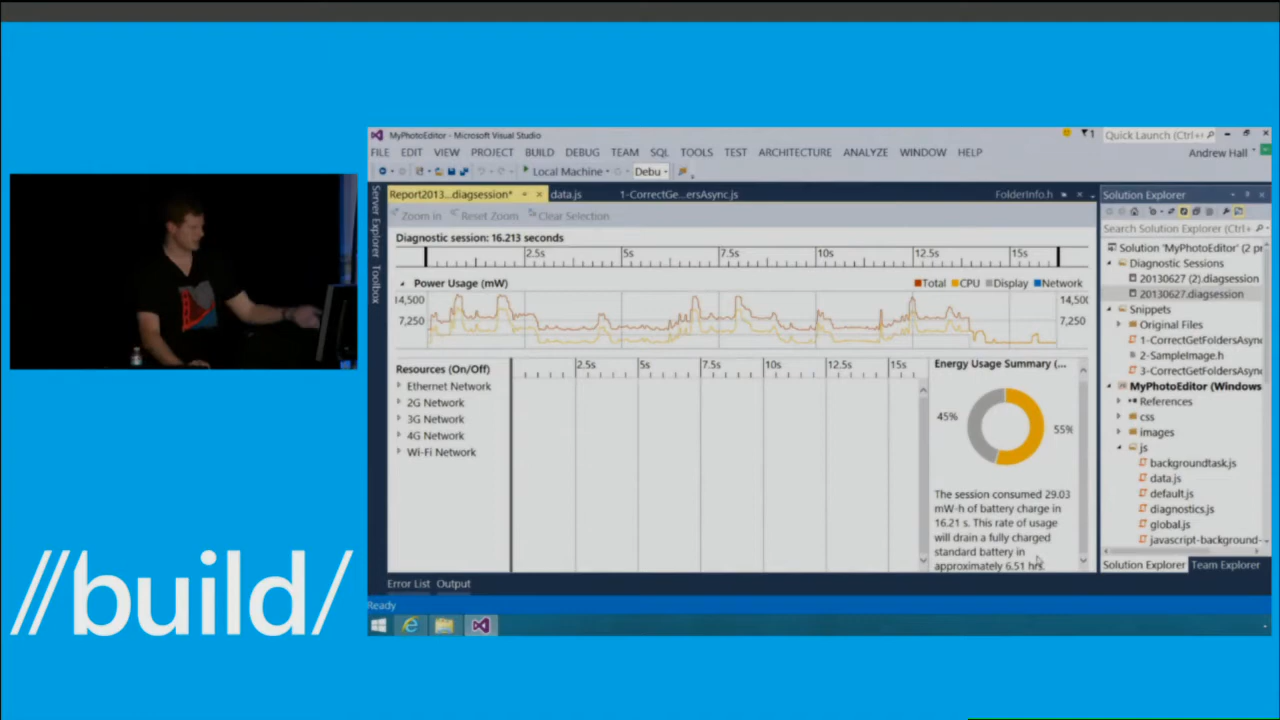 MyPhotoEditor - Microsoft Visual Studio
1
Quick Launch (Ctrl+
FILE EDIT VIEW PROJECT BUILD DEBUG TEAM SQL TOOLS TEST ARCHITECTURE ANALYZE WINDOW HELP
Andrew Hall
Local Machine
Debu
Server Explorer
Toolbox
Report2013...diagsession*
data.js
1-CorrectGe...ersAsync.js
FolderInfo.h
Zoom in
Reset Zoom
Clear Selection
Diagnostic session: 16.213 seconds
2.5s 5s 7.5s 10s 12.5s 15s
Power Usage (mW)
Total CPU Display Network
14,500
7,250
14,500
7,250
Resources (On/Off)
2.5s 5s 7.5s 10s 12.5s 15s
Ethernet Network
2G Network
3G Network
4G Network
Wi-Fi Network
Energy Usage Summary (...
45%
55%
The session consumed 29.03
mW-h of battery charge in
16.21 s. This rate of usage
will drain a fully charged
standard battery in
approximately 6.51 hrs.
Solution Explorer
Search Solution Explorer (Ctrl+;)
Solution 'MyPhotoEditor' (2 pr
Diagnostic Sessions
20130627 (2).diagsession
20130627.diagsession
Snippets
Original Files
1-CorrectGetFoldersAsync
2-SampleImage.h
3-CorrectGetFoldersAsync
MyPhotoEditor (Windows
References
css
images
js
backgroundtask.js
data.js
default.js
diagnostics.js
global.js
javascript-background-
Solution Explorer
Team Explorer
Error List
Output
Ready
//build/